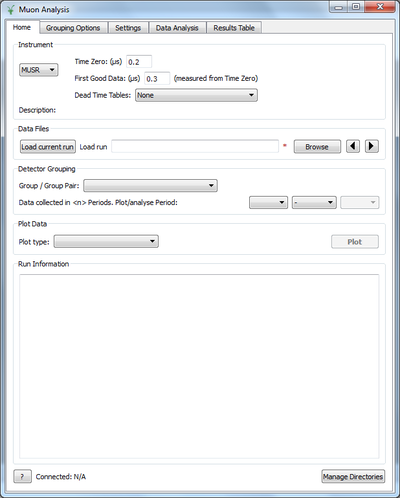 Muon Analysis
Home Grouping Options Settings Data Analysis Results Table
Instrument
MUSR
Time Zero: (µs) 0.2
First Good Data: (µs) 0.3 (measured from Time Zero)
Dead Time Tables: None
Description:
Data Files
Load current run Load run * Browse
Detector Grouping
Group / Group Pair:
Data collected in <n> Periods. Plot/analyse Period: -
Plot Data
Plot type: Plot
Run Information
? Connected: N/A Manage Directories